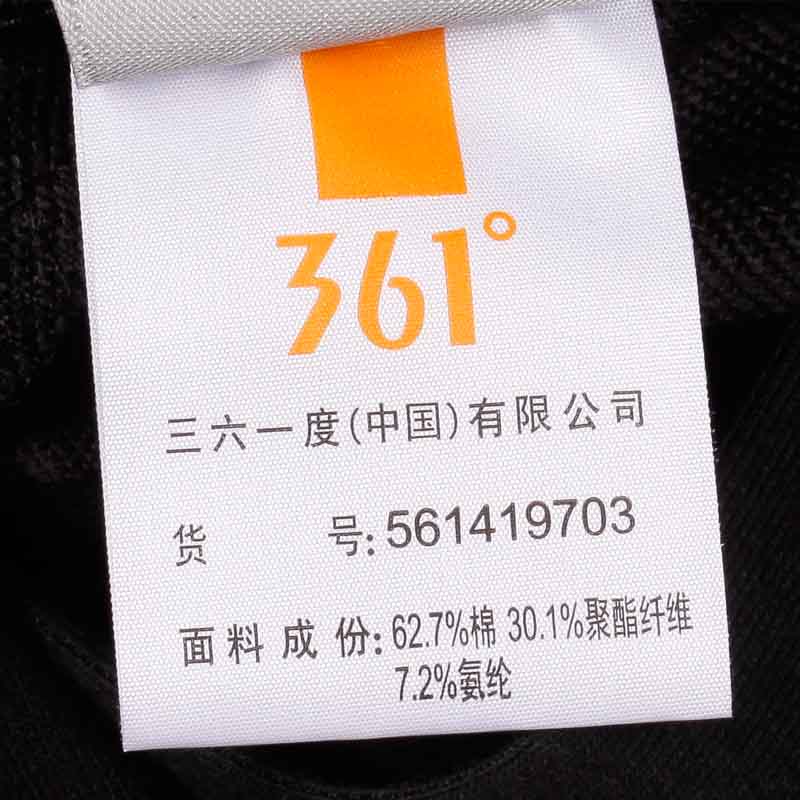 361°
三六一度(中国)有限公司
货 号:561419703
面料成份:62.7%棉 30.1%聚酯纤维
7.2%氨纶